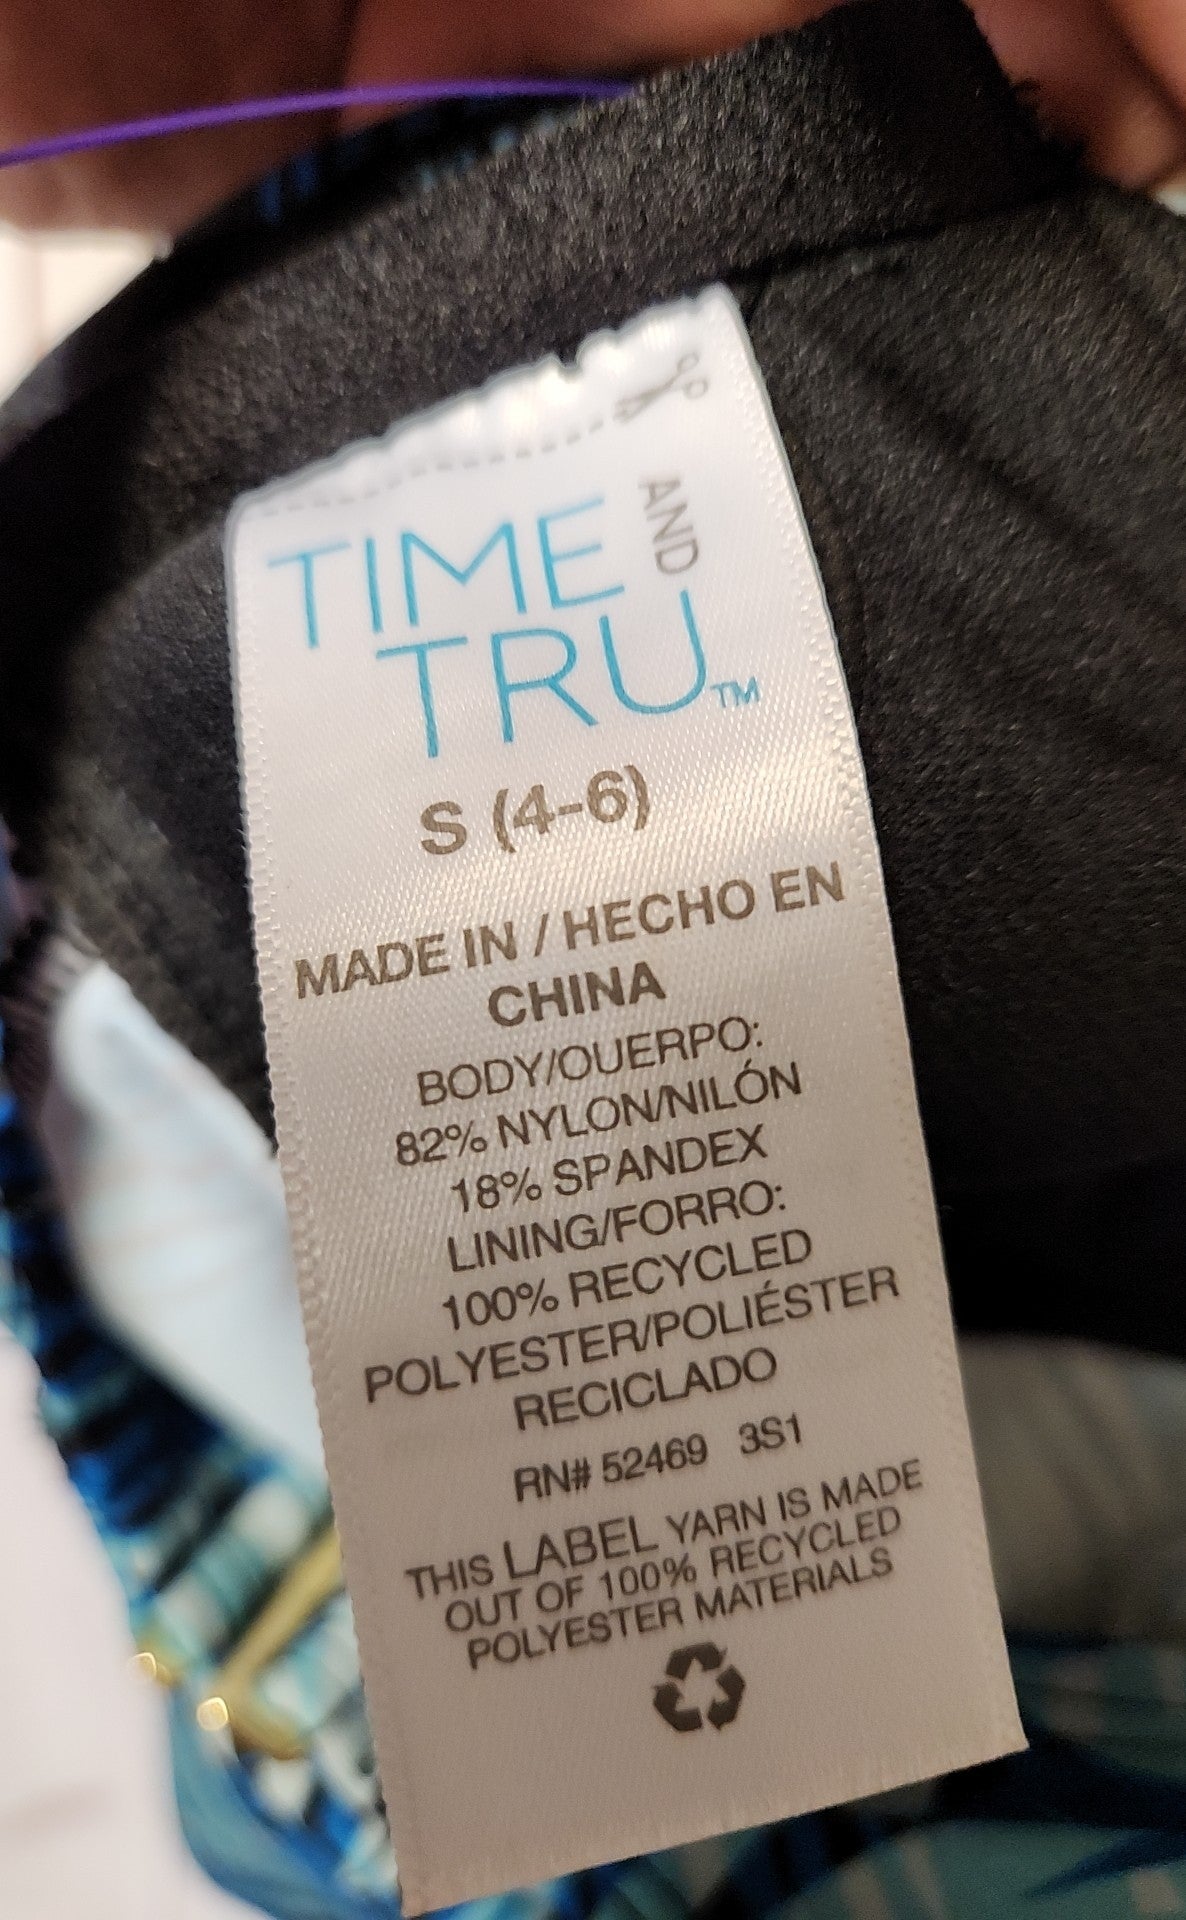 TIME AND
TRU™
S (4-6)
MADE IN / HECHO EN
CHINA
BODY/OUERPO:
82% NYLON/NILÓN
18% SPANDEX
LINING/FORRO:
100% RECYCLED
POLYESTER/POLIÉSTER
RECICLADO
RN# 52469 3S1
THIS LABEL YARN IS MADE
OUT OF 100% RECYCLED
POLYESTER MATERIALS